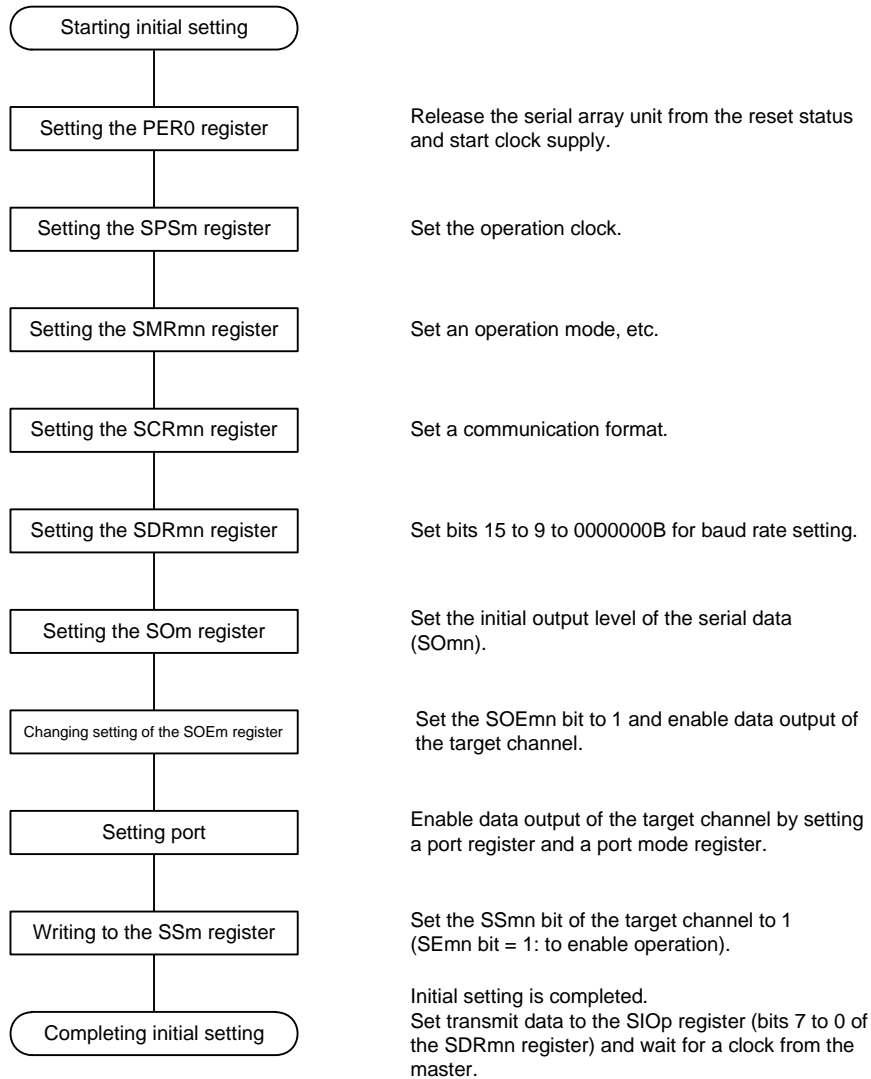 Starting initial setting
Setting the PER0 register
Release the serial array unit from the reset status
and start clock supply.
Setting the SPSm register
Set the operation clock.
Setting the SMRmn register
Set an operation mode, etc.
Setting the SCRmn register
Set a communication format.
Setting the SDRmn register
Set bits 15 to 9 to 0000000B for baud rate setting.
Setting the SOm register
Set the initial output level of the serial data
(SOmn).
Changing setting of the SOEm register
Set the SOEmn bit to 1 and enable data output of
the target channel.
Setting port
Enable data output of the target channel by setting
a port register and a port mode register.
Writing to the SSm register
Set the SSmn bit of the target channel to 1
(SEmn bit = 1: to enable operation).
Completing initial setting
Initial setting is completed.
Set transmit data to the SIOp register (bits 7 to 0 of
the SDRmn register) and wait for a clock from the
master.